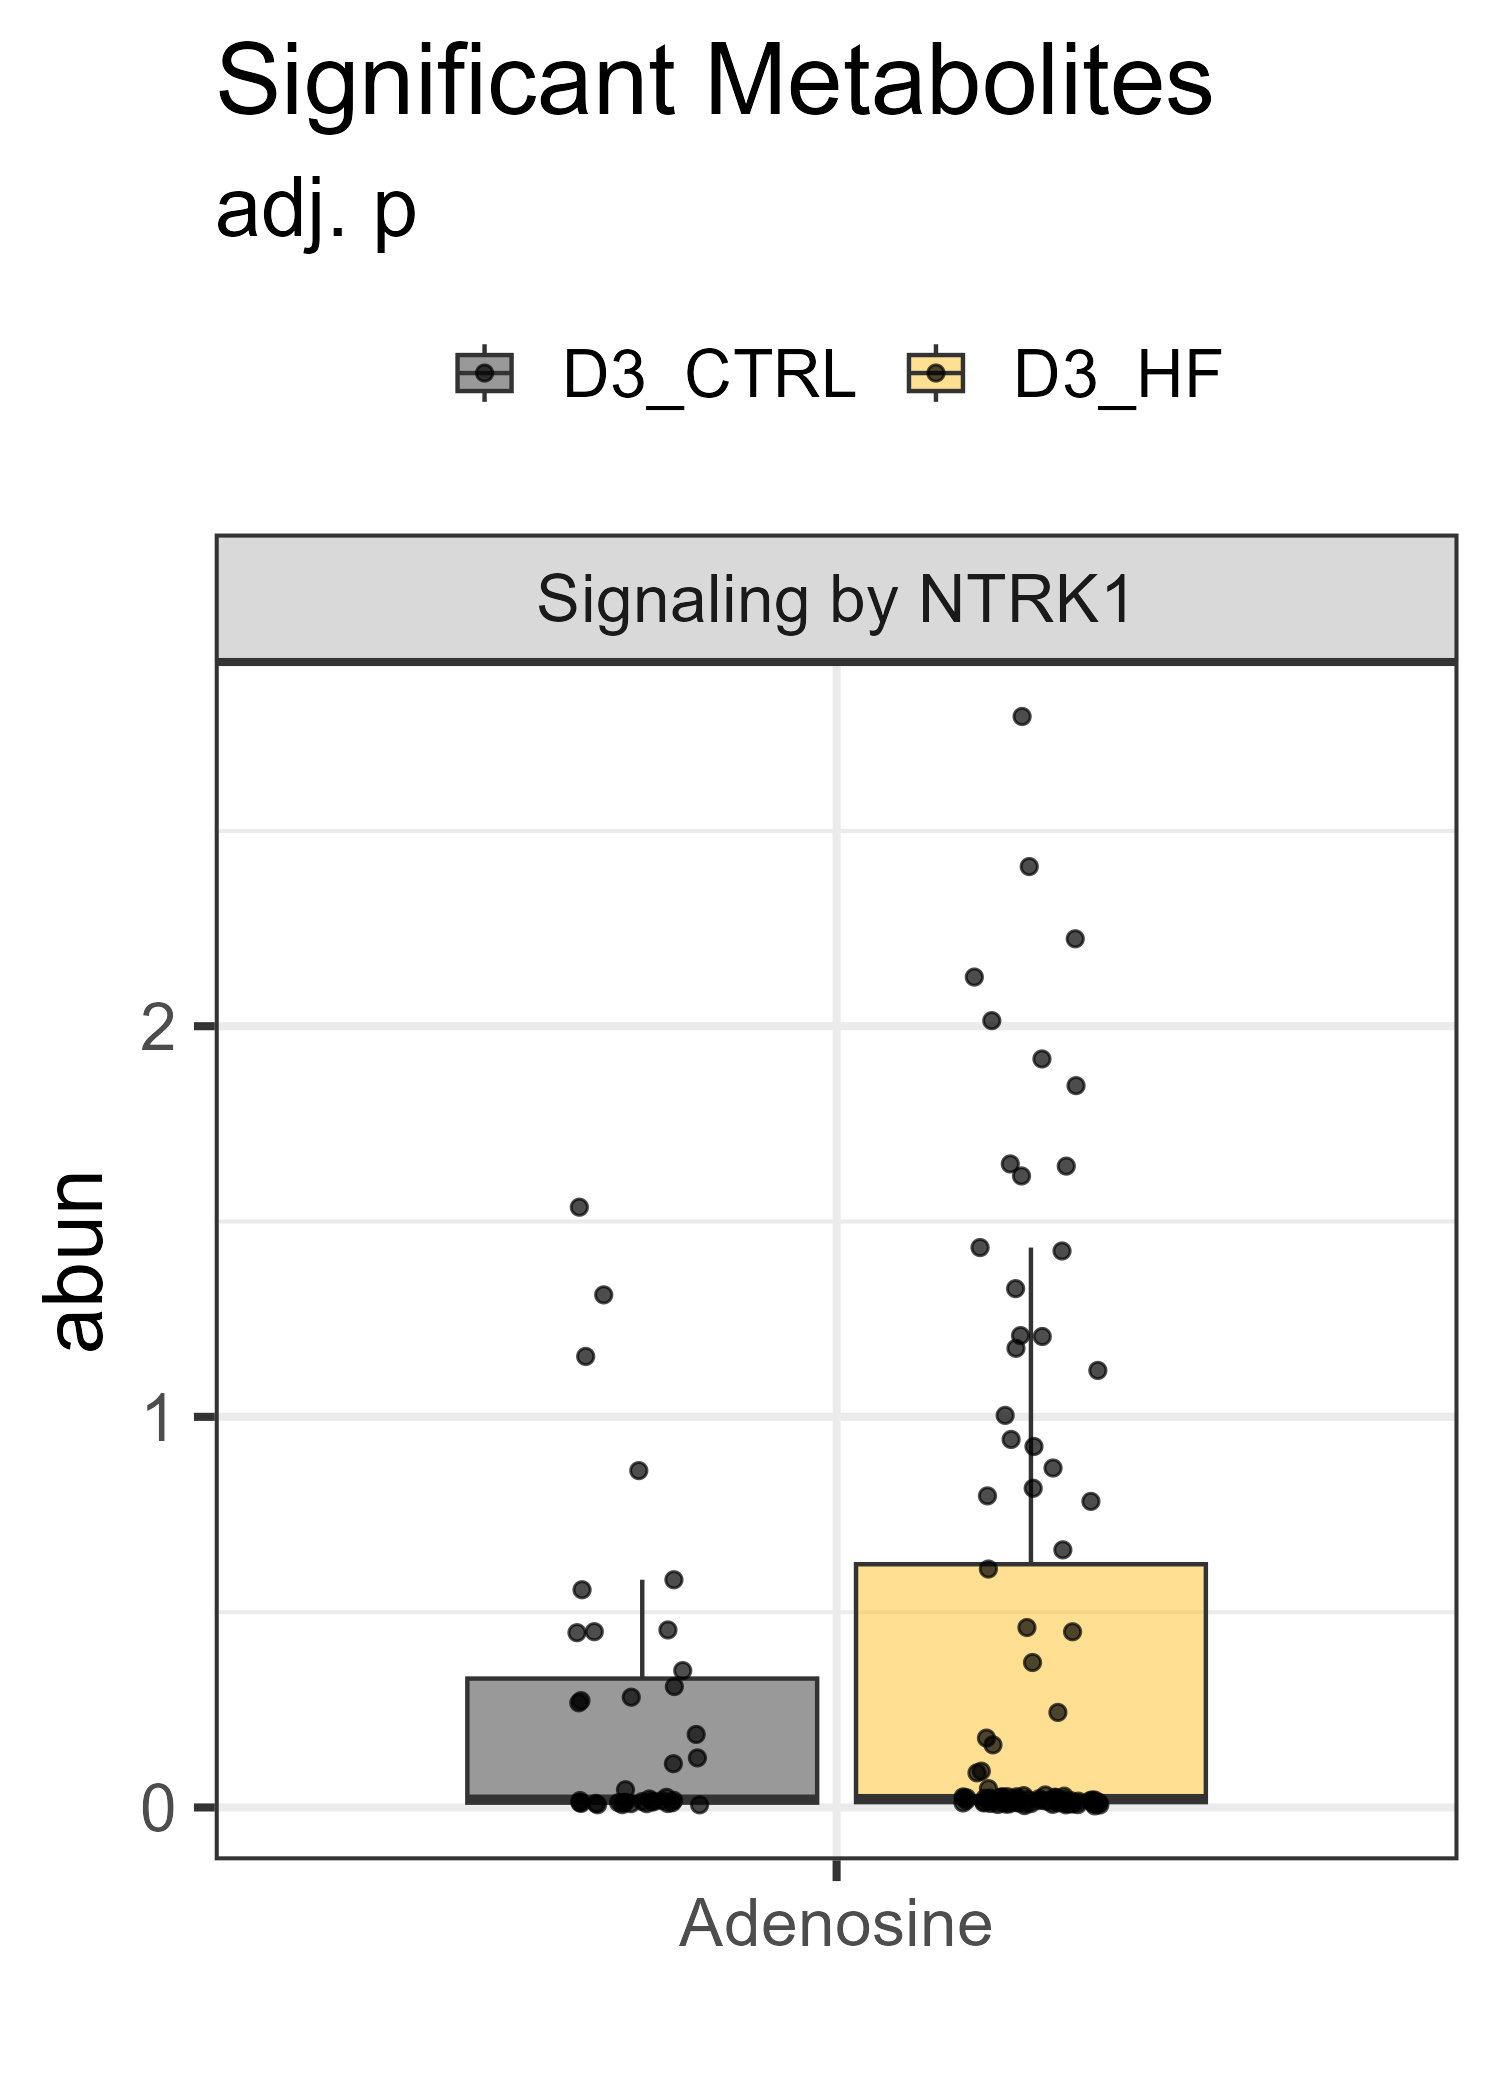 Significant Metabolites
adj. p
D3_CTRL D3_HF
Signaling by NTRK1
2
1
0
abun
Adenosine